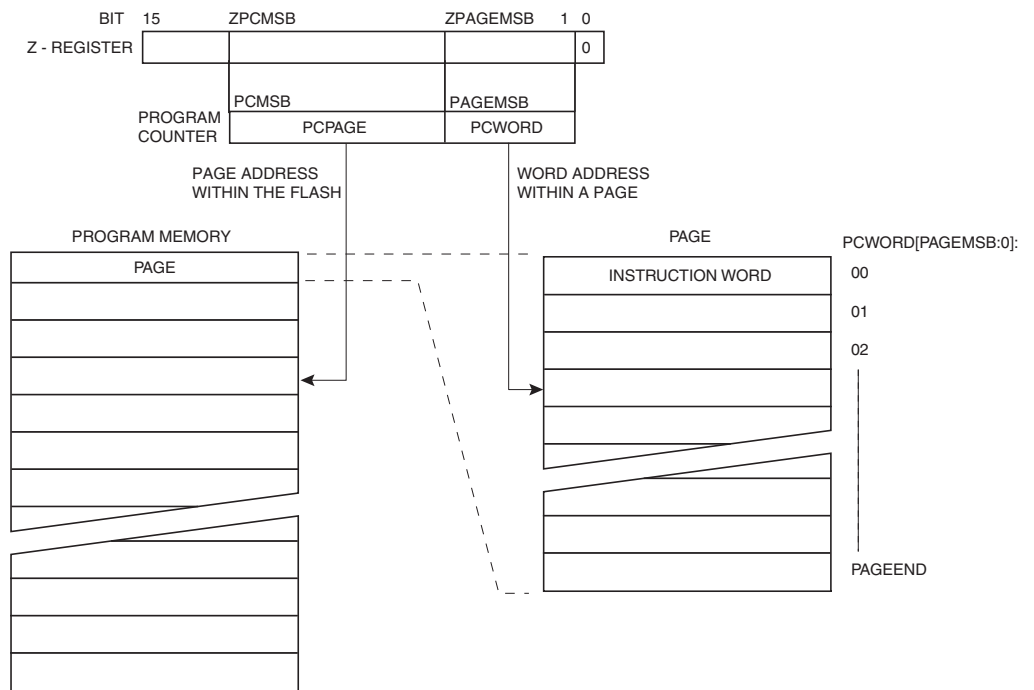 BIT 15 ZPCMSB ZPAGEMSB 1 0
Z - REGISTER 0
PCMSB PAGEMSB
PROGRAM
COUNTER
PCPAGE PCWORD
PAGE ADDRESS
WITHIN THE FLASH
WORD ADDRESS
WITHIN A PAGE
PROGRAM MEMORY
PAGE
PAGE
PCWORD[PAGEMSB:0]:
INSTRUCTION WORD
00
01
02
PAGEEND